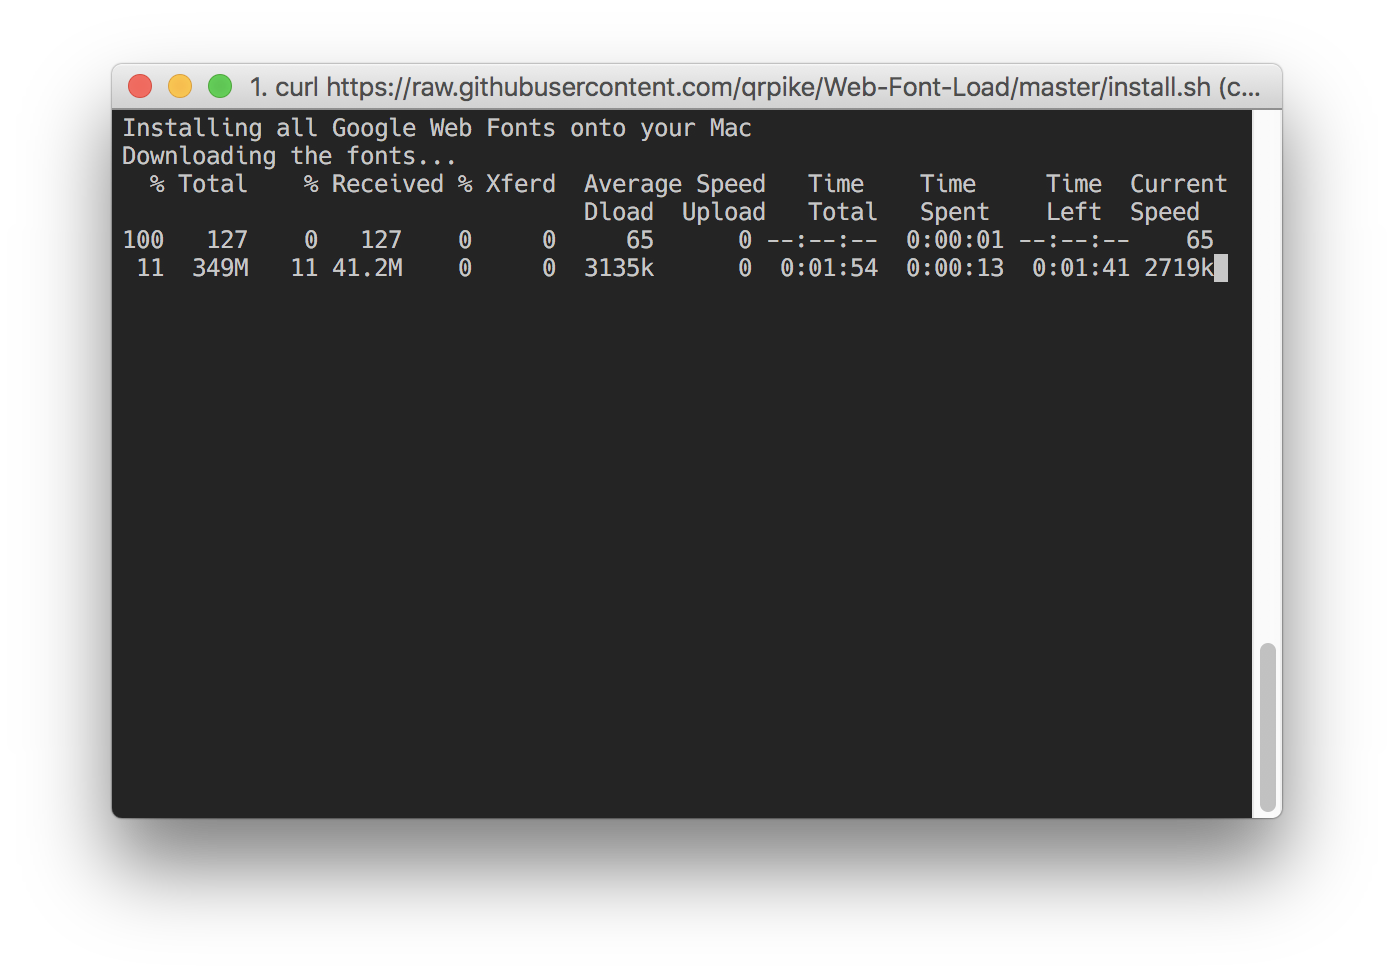 1. curl https://raw.githubusercontent.com/qrpike/Web-Font-Load/master/install.sh (c...
Installing all Google Web Fonts onto your Mac
Downloading the fonts...
  % Total    % Received % Xferd  Average Speed   Time    Time     Time  Current
                                 Dload  Upload   Total   Spent    Left  Speed
100   127    0   127    0     0     65      0 --:--:--  0:00:01 --:--:--    65
 11  349M   11 41.2M    0     0  3135k      0  0:01:54  0:00:13  0:01:41 2719k